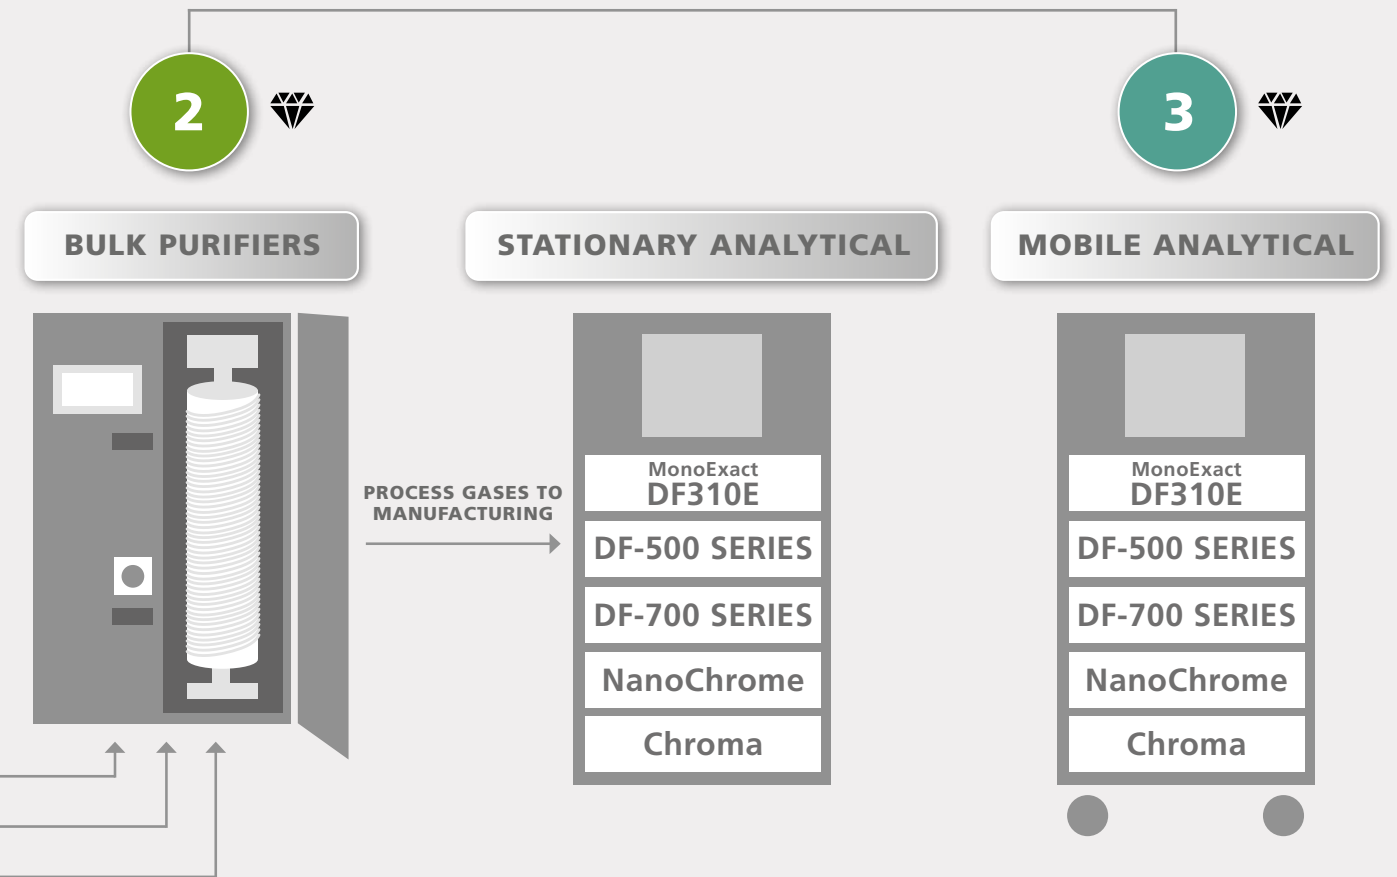 2
3
BULK PURIFIERS
STATIONARY ANALYTICAL
MOBILE ANALYTICAL
PROCESS GASES TO
MANUFACTURING
MonoExact
DF310E
DF-500 SERIES
DF-700 SERIES
NanoChrome
Chroma
MonoExact
DF310E
DF-500 SERIES
DF-700 SERIES
NanoChrome
Chroma